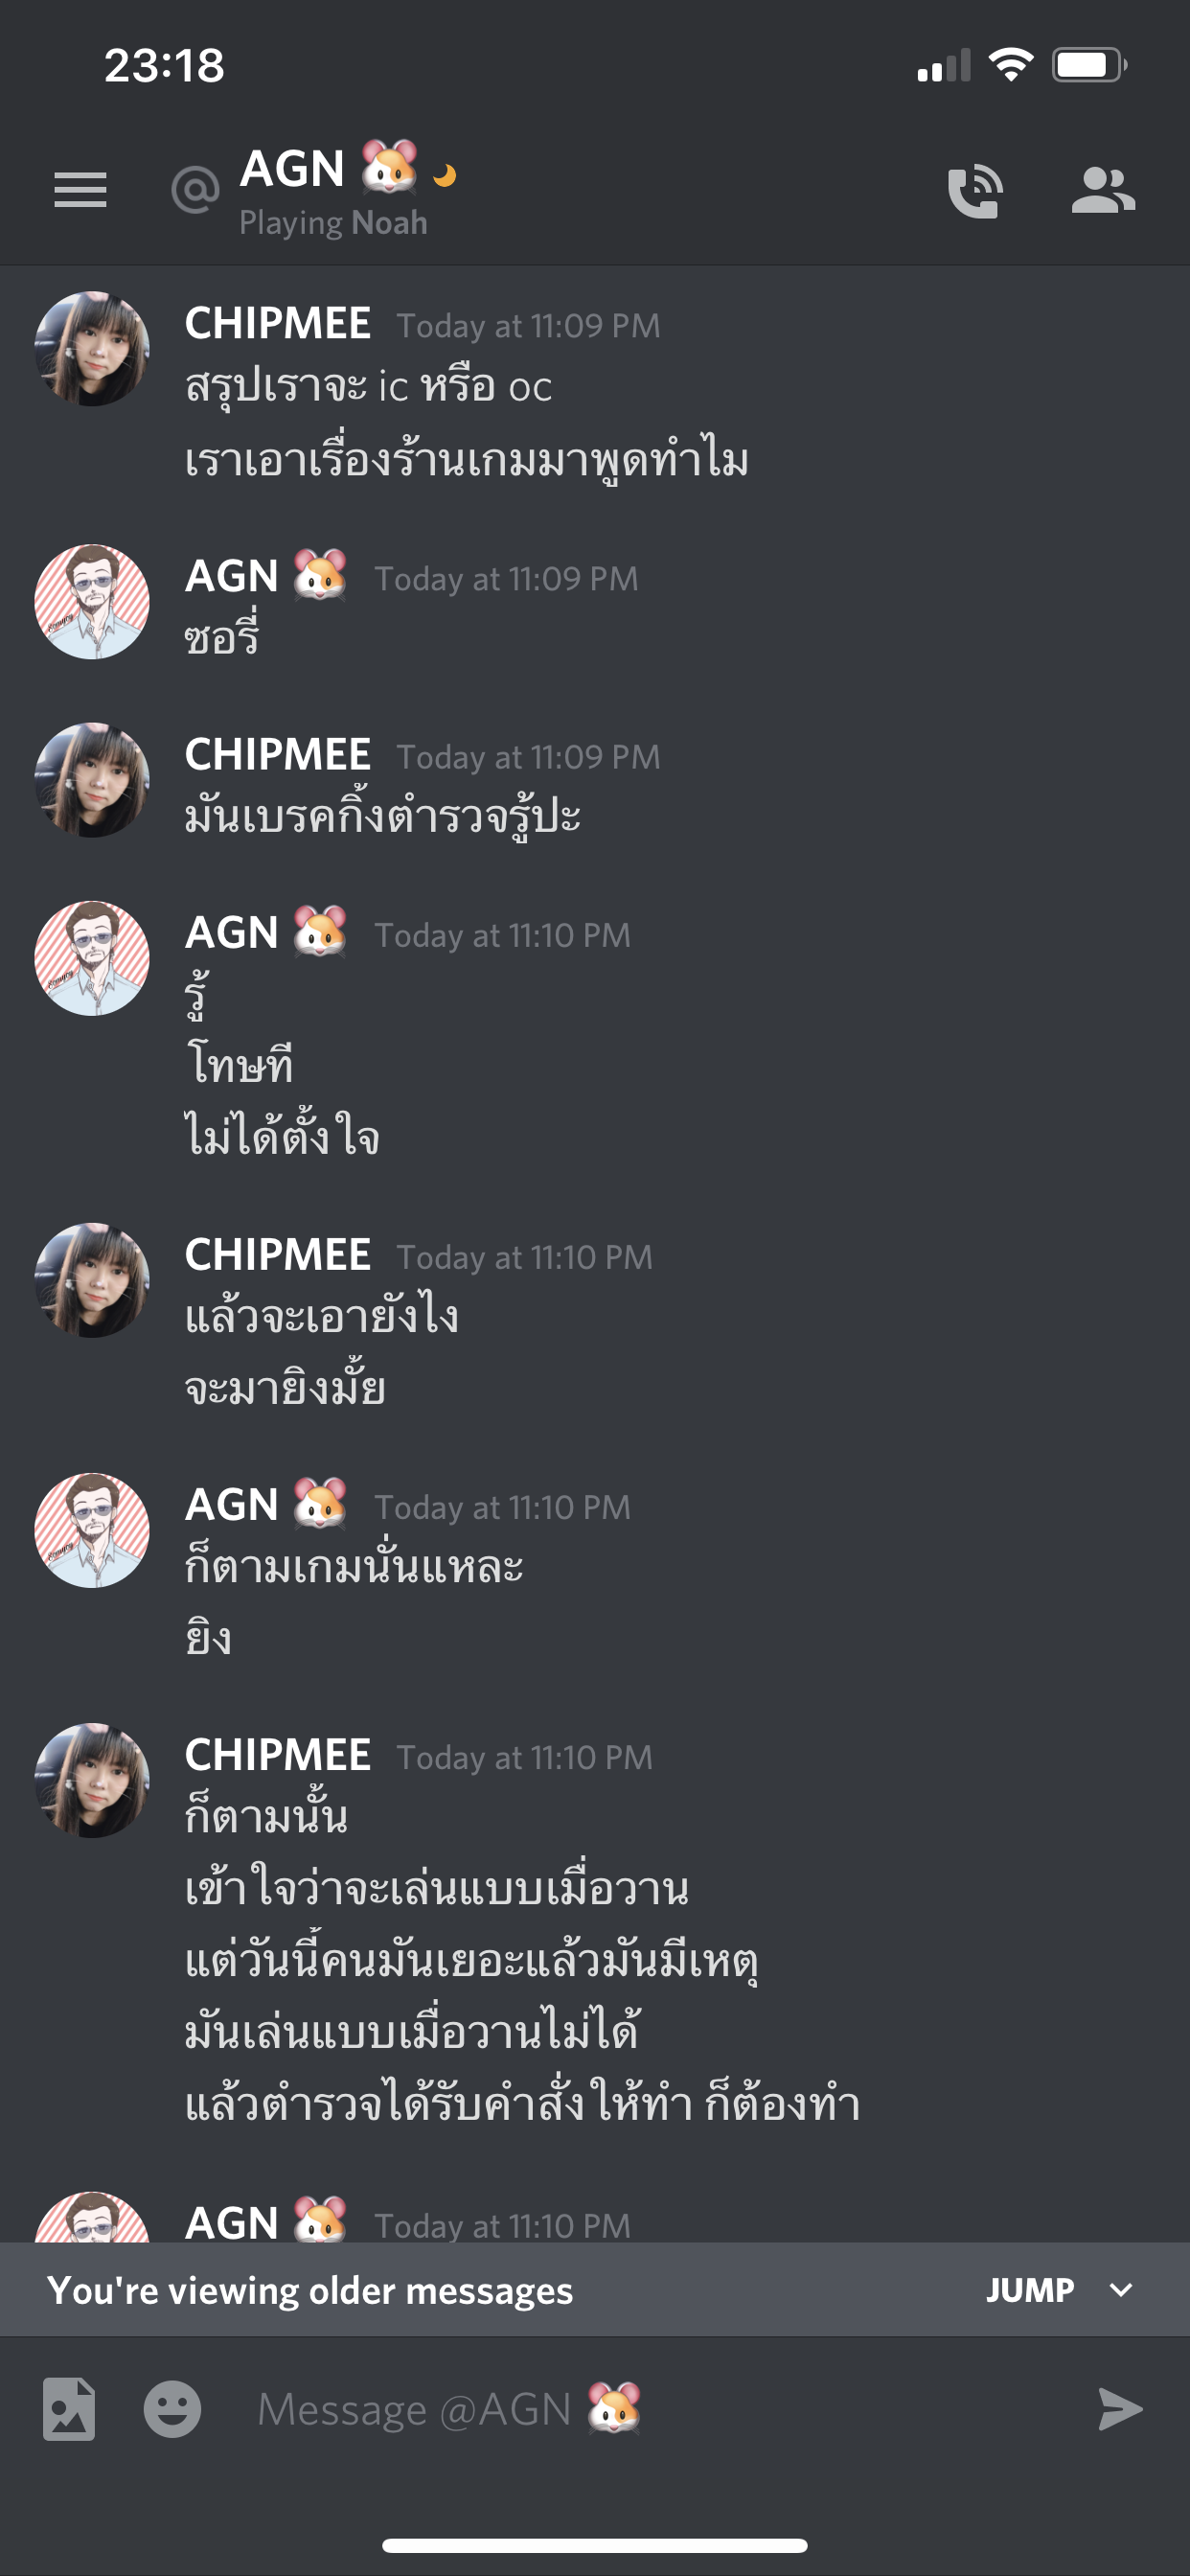 23:18
AGN 🐹🌙
Playing Noah
CHIPMEE Today at 11:09 PM
สรุปเราจะ ic หรือ oc
เราเอาเรื่องร้านเกมมาพูดทำไม
AGN 🐹 Today at 11:09 PM
ซอรี่
CHIPMEE Today at 11:09 PM
มันเบรคกิ้งตำรวจรู้ปะ
AGN 🐹 Today at 11:10 PM
รู้
โทษที
ไม่ได้ตั้งใจ
CHIPMEE Today at 11:10 PM
แล้วจะเอายังไง
จะมายิงมั้ย
AGN 🐹 Today at 11:10 PM
ก็ตามเกมนั่นแหละ
ยิง
CHIPMEE Today at 11:10 PM
ก็ตามนั้น
เข้าใจว่าจะเล่นแบบเมื่อวาน
แต่วันนี้คนมันเยอะแล้วมันมีเหตุ
มันเล่นแบบเมื่อวานไม่ได้
แล้วตำรวจได้รับคำสั่งให้ทำ ก็ต้องทำ
AGN 🐹 Today at 11:10 PM
You're viewing older messages JUMP
Message @AGN 🐹